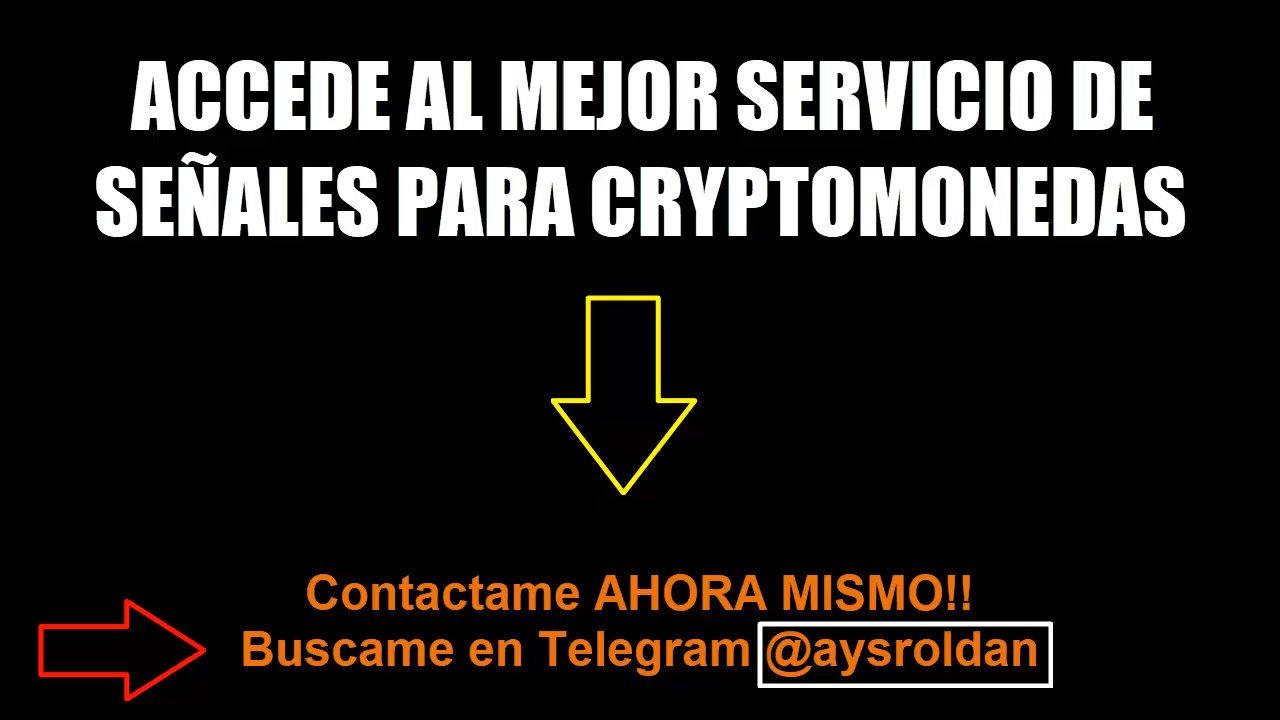 ACCEDE AL MEJOR SERVICIO DE
SEÑALES PARA CRYPTOMONEDAS
Contactame AHORA MISMO!!
Buscame en Telegram @aysroldan